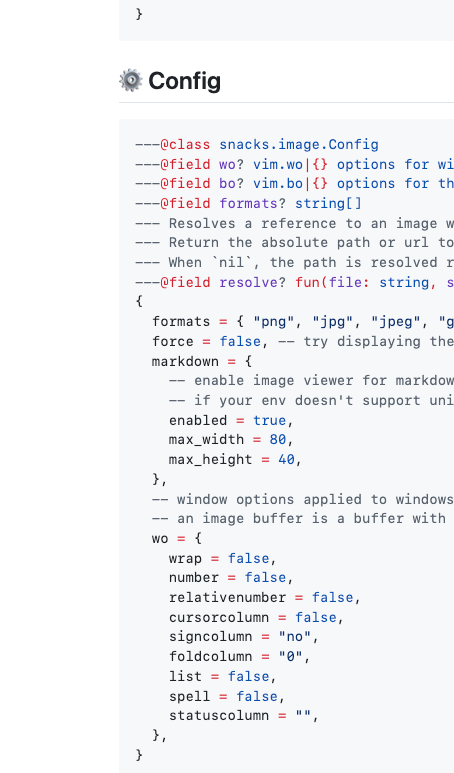 }
Config
---@class snacks.image.Config
---@field wo? vim.wo|{} options for wi
---@field bo? vim.bo|{} options for th
---@field formats? string[]
--- Resolves a reference to an image w
--- Return the absolute path or url to
--- When `nil`, the path is resolved r
---@field resolve? fun(file: string, s
{
  formats = { "png", "jpg", "jpeg", "g
  force = false, -- try displaying the
  markdown = {
    -- enable image viewer for markdow
    -- if your env doesn't support uni
    enabled = true,
    max_width = 80,
    max_height = 40,
  },
  -- window options applied to windows
  -- an image buffer is a buffer with
  wo = {
    wrap = false,
    number = false,
    relativenumber = false,
    cursorcolumn = false,
    signcolumn = "no",
    foldcolumn = "0",
    list = false,
    spell = false,
    statuscolumn = "",
  },
}